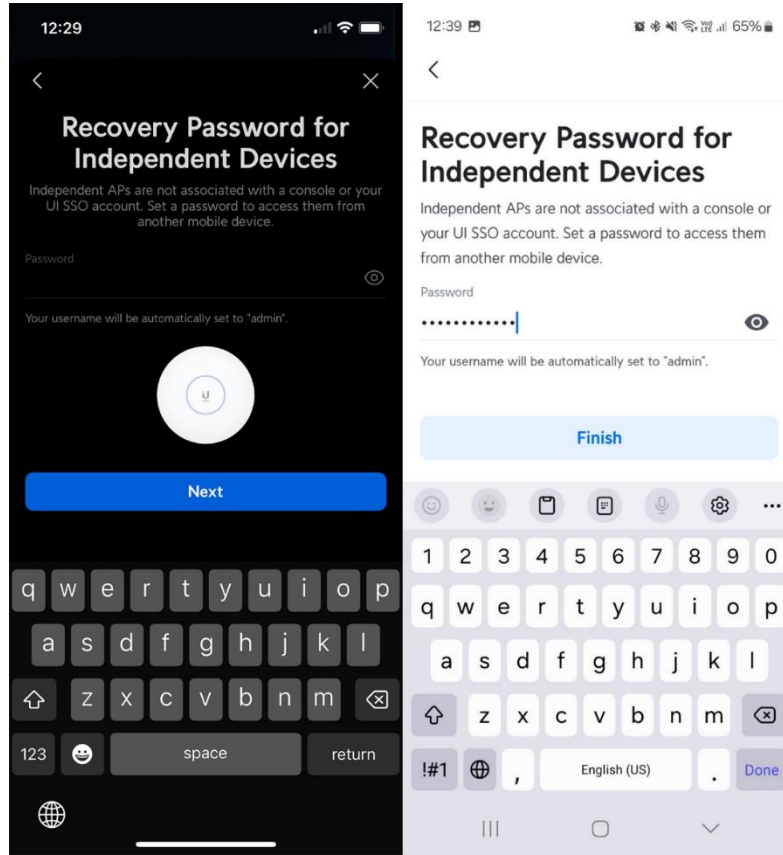 12:29
Recovery Password for
Independent Devices
Independent APs are not associated with a console or your
UI SSO account. Set a password to access them from
another mobile device.
Password
Your username will be automatically set to "admin".
U
Next
q w e r t y u i o p
a s d f g h j k l
z x c v b n m
123 space return
12:39 65%
Recovery Password for
Independent Devices
Independent APs are not associated with a console or
your UI SSO account. Set a password to access them
from another mobile device.
Password
••••••••••••
Your username will be automatically set to "admin".
Finish
1 2 3 4 5 6 7 8 9 0
q w e r t y u i o p
a s d f g h j k l
z x c v b n m
!#1 , English (US) . Done